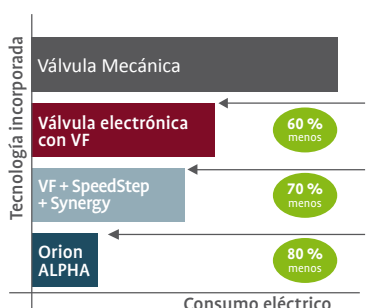 Tecnología incorporada
Válvula Mecánica
Válvula electrónica
con VF
60 %
menos
VF + SpeedStep
+ Synergy
70 %
menos
Orion
ALPHA
80 %
menos
Consumo eléctrico